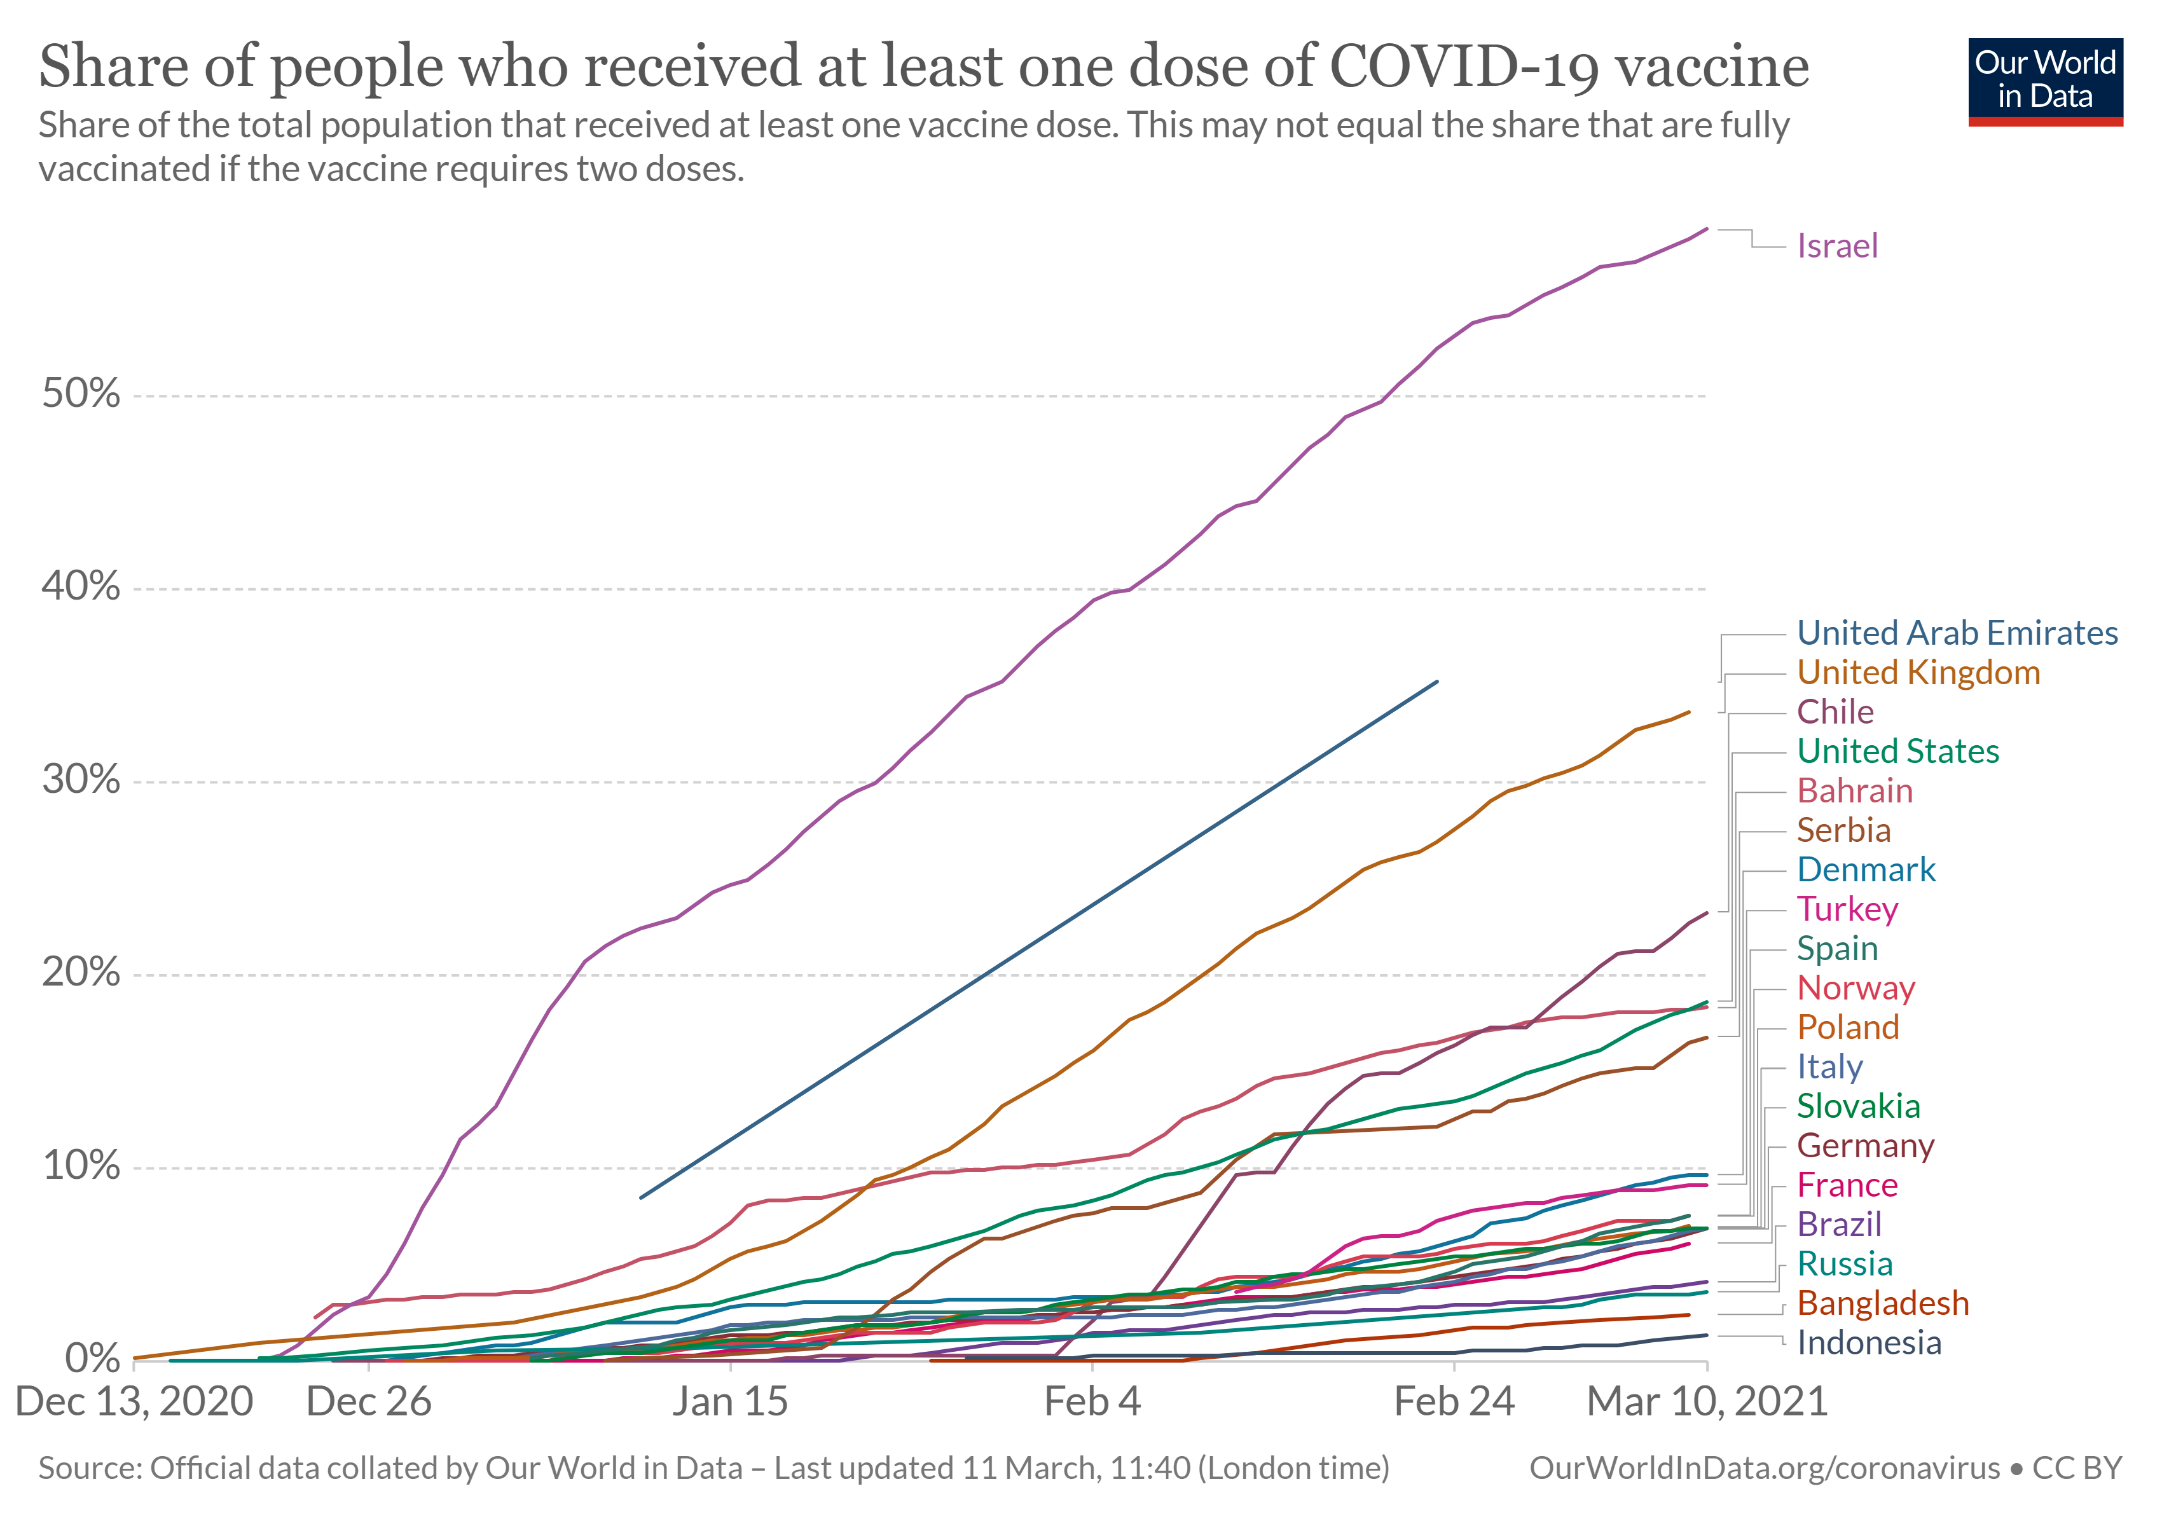 Share of people who received at least one dose of COVID-19 vaccine
Our World
in Data
Share of the total population that received at least one vaccine dose. This may not equal the share that are fully
vaccinated if the vaccine requires two doses.
Israel
50%
40%
United Arab Emirates
United Kingdom
Chile
United States
30%
Bahrain
Serbia
Denmark
Turkey
Spain
20%
Norway
Poland
Italy
Slovakia
Germany
10%
France
Brazil
Russia
Bangladesh
Indonesia
0%
Dec 13, 2020 Dec 26 Jan 15 Feb 4 Feb 24 Mar 10, 2021
Source: Official data collated by Our World in Data – Last updated 11 March, 11:40 (London time)
OurWorldInData.org/coronavirus • CC BY